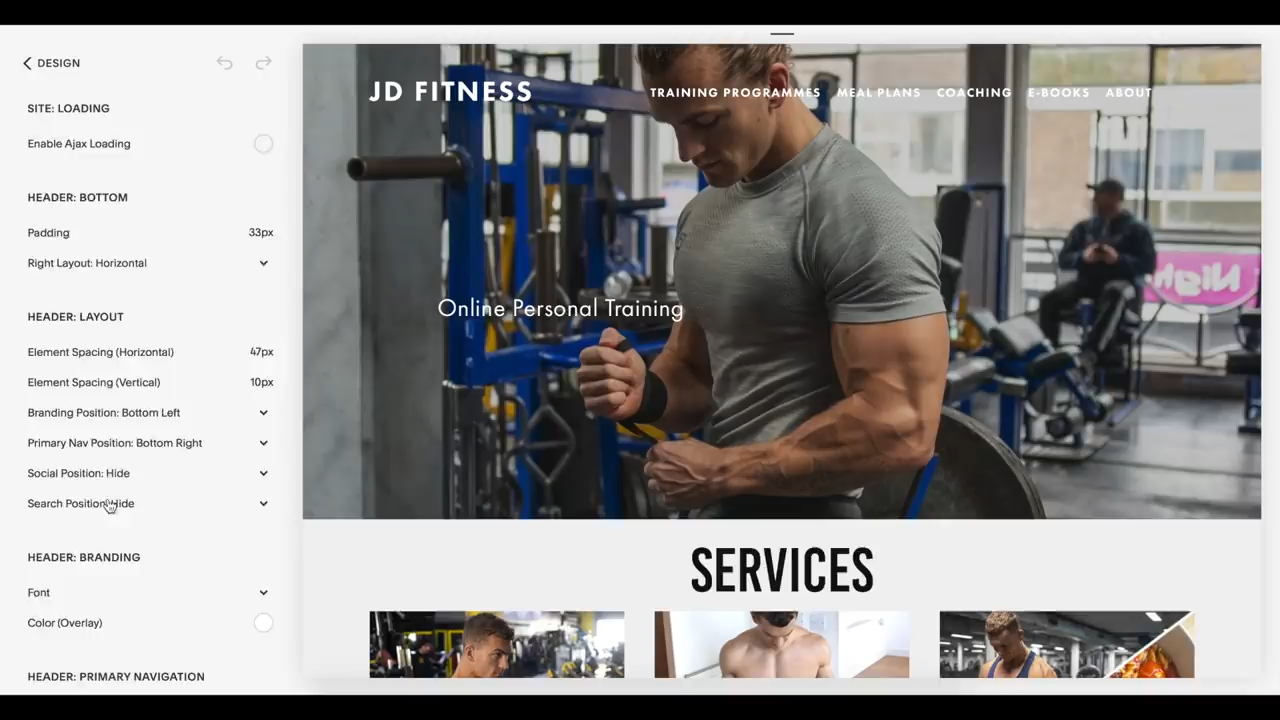 DESIGN
SITE: LOADING
Enable Ajax Loading
HEADER: BOTTOM
Padding 33px
Right Layout: Horizontal
HEADER: LAYOUT
Element Spacing (Horizontal) 47px
Element Spacing (Vertical) 10px
Branding Position: Bottom Left
Primary Nav Position: Bottom Right
Social Position: Hide
Search Position: Hide
HEADER: BRANDING
Font
Color (Overlay)
HEADER: PRIMARY NAVIGATION
JD FITNESS
TRAINING PROGRAMMES MEAL PLANS COACHING E-BOOKS ABOUT
Online Personal Training
SERVICES